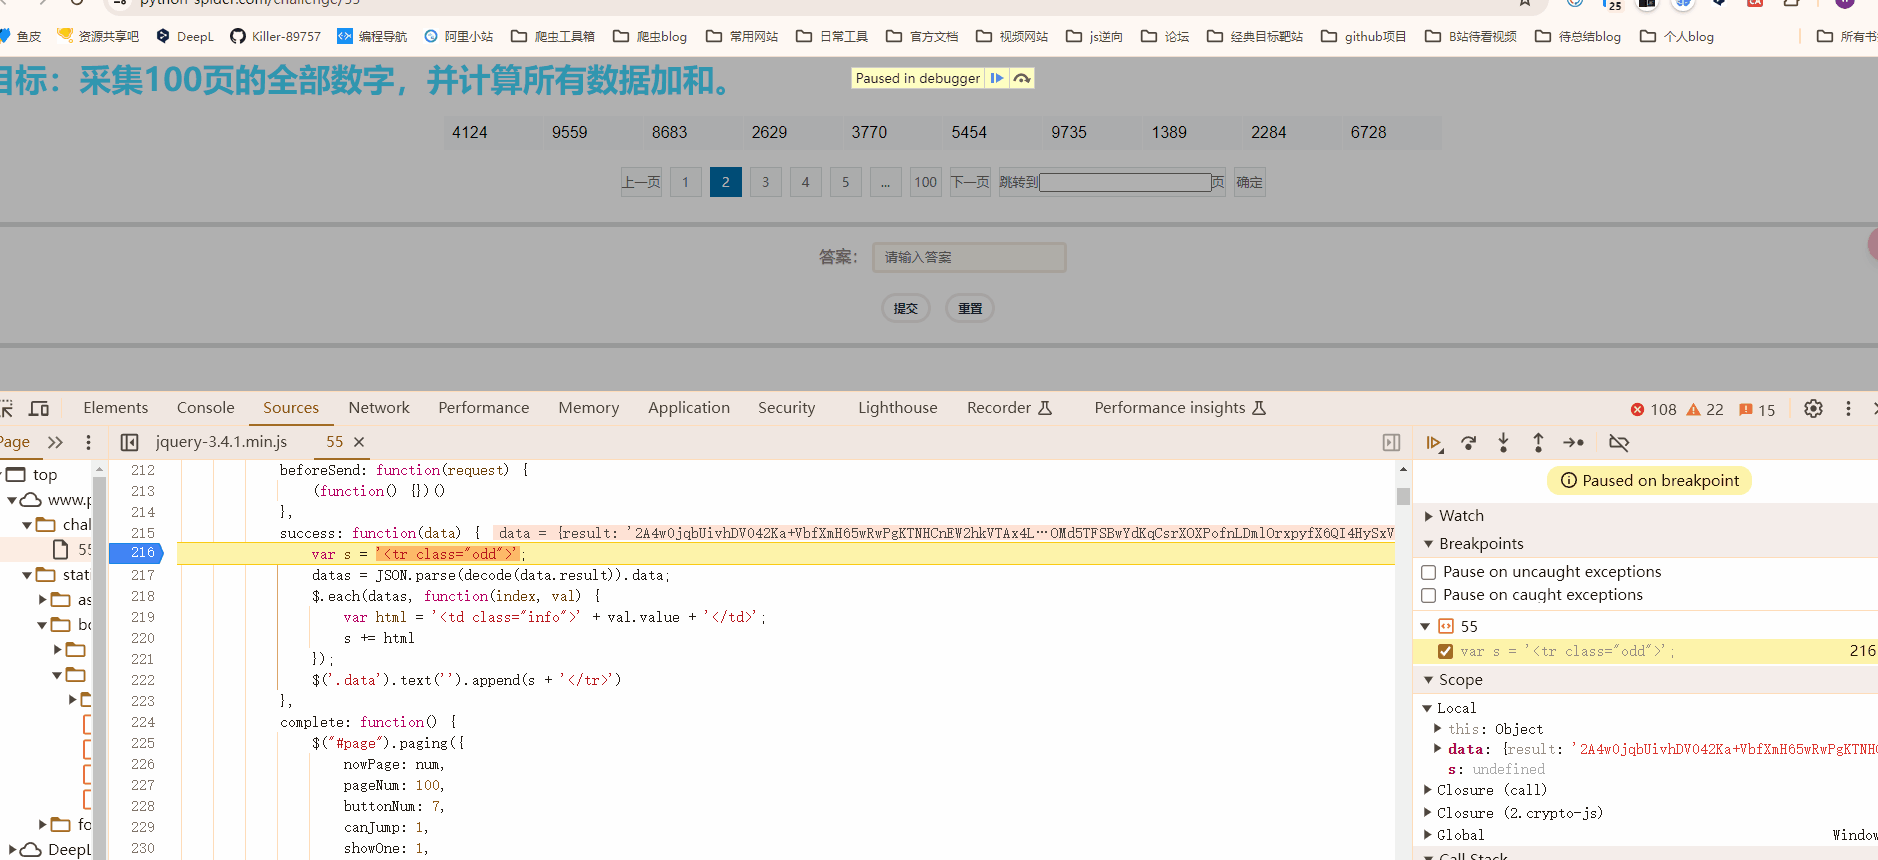 python-spider.com/challenge/55
25
鱼皮 资源共享吧 DeepL Killer-89757 编程导航 阿里小站 爬虫工具箱 爬虫blog 常用网站 日常工具 官方文档 视频网站 js逆向 论坛 经典目标靶站 github项目 B站待看视频 待总结blog 个人blog 所有书
目标：采集100页的全部数字，并计算所有数据加和。
Paused in debugger
4124 9559 8683 2629 3770 5454 9735 1389 2284 6728
上一页 1 2 3 4 5 ... 100 下一页 跳转到 页 确定
答案： 请输入答案
提交 重置
Elements Console Sources Network Performance Memory Application Security Lighthouse Recorder Performance insights 108 22 15
Page jquery-3.4.1.min.js 55
top
www.p
chal
55
stati
as
bo
fo
DeepL
212 beforeSend: function(request) {
213 (function() {})()
214 },
215 success: function(data) { data = {result: '2A4w0jqbUivhDV042Ka+VbfXmH65wRwPgKTNHCnEW2hkVTAx4L…OMd5TFSBwYdKqCsrXOXPofnLDmlOrxpyfX6QI4HySxV
216 var s = '<tr class="odd">';
217 datas = JSON.parse(decode(data.result)).data;
218 $.each(datas, function(index, val) {
219 var html = '<td class="info">' + val.value + '</td>';
220 s += html
221 });
222 $('.data').text('').append(s + '</tr>')
223 },
224 complete: function() {
225 $("#page").paging({
226 nowPage: num,
227 pageNum: 100,
228 buttonNum: 7,
229 canJump: 1,
230 showOne: 1,
Paused on breakpoint
Watch
Breakpoints
Pause on uncaught exceptions
Pause on caught exceptions
55
var s = '<tr class="odd">'; 216
Scope
Local
this: Object
data: {result: '2A4w0jqbUivhDV042Ka+VbfXmH65wRwPgKTNH
s: undefined
Closure (call)
Closure (2.crypto-js)
Global Window
Call Stack